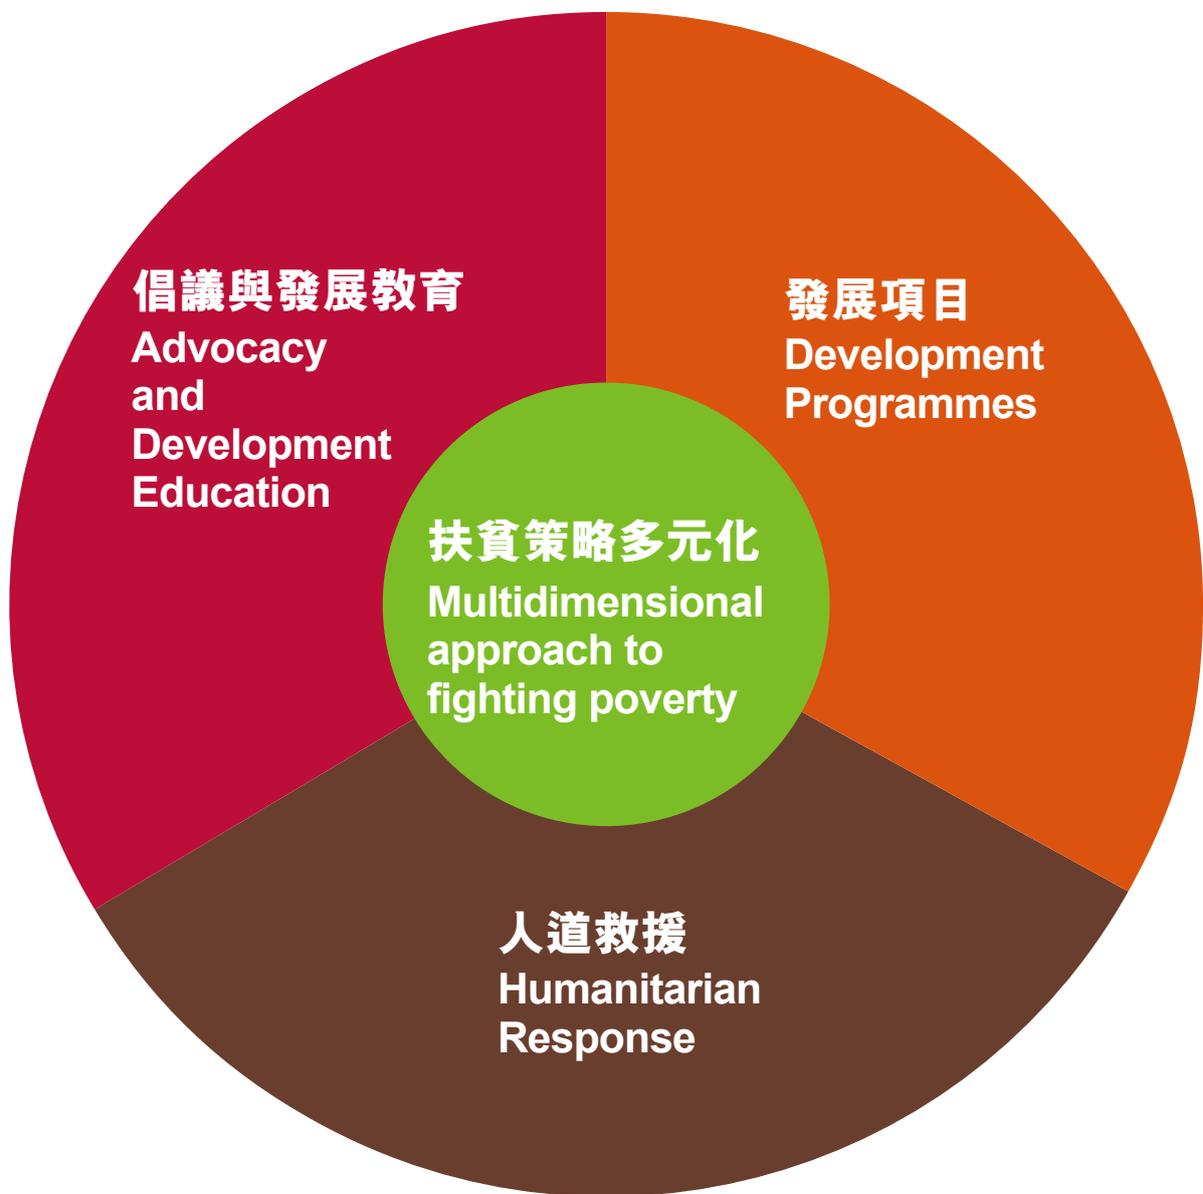 倡議與發展教育
Advocacy
and
Development
Education
發展項目
Development
Programmes
扶貧策略多元化
Multidimensional
approach to
fighting poverty
人道救援
Humanitarian
Response